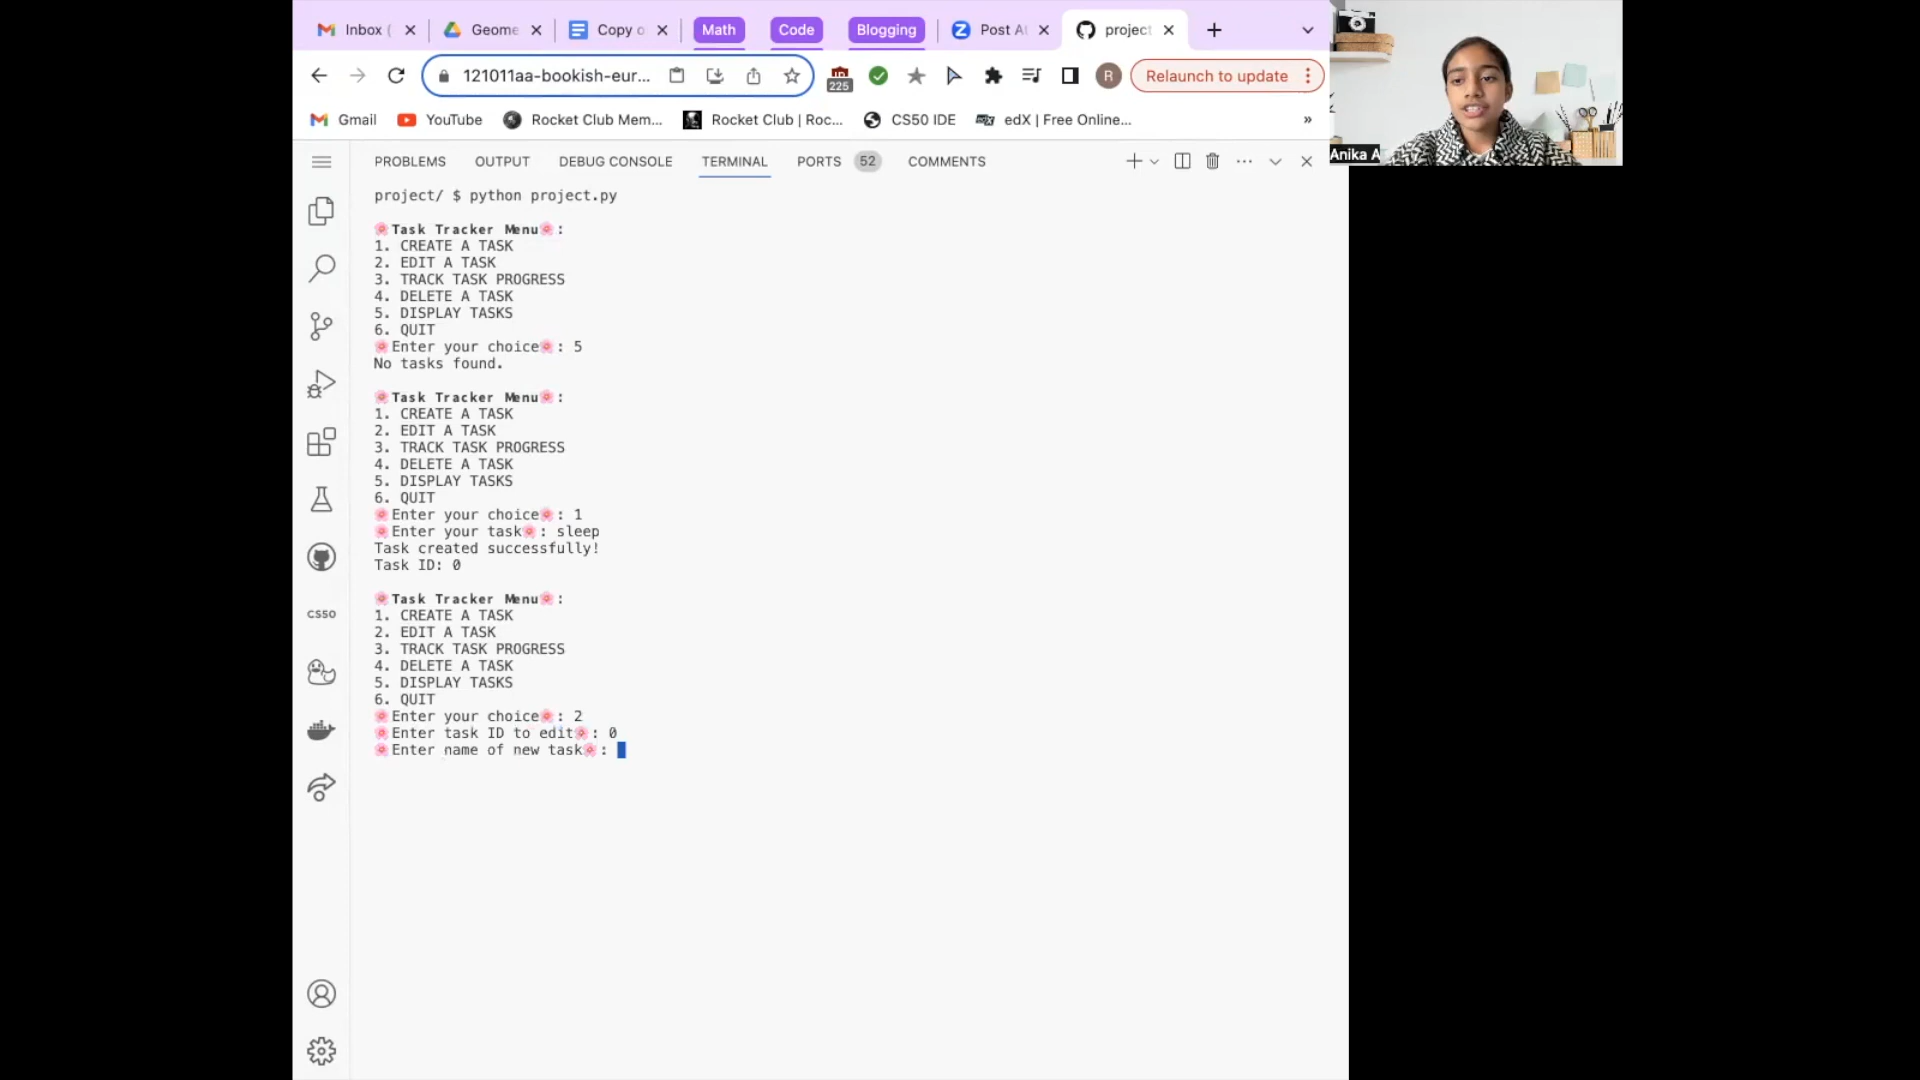 Inbox (
Geome
Copy o
Math
Code
Blogging
Post At
project
121011aa-bookish-eur...
225
R
Relaunch to update
Gmail
YouTube
Rocket Club Mem...
Rocket Club | Roc...
CS50 IDE
edX | Free Online...
»
Anika A
PROBLEMS
OUTPUT
DEBUG CONSOLE
TERMINAL
PORTS
52
COMMENTS
project/ $ python project.py
🌸Task Tracker Menu🌸:
1. CREATE A TASK
2. EDIT A TASK
3. TRACK TASK PROGRESS
4. DELETE A TASK
5. DISPLAY TASKS
6. QUIT
🌸Enter your choice🌸: 5
No tasks found.
🌸Task Tracker Menu🌸:
1. CREATE A TASK
2. EDIT A TASK
3. TRACK TASK PROGRESS
4. DELETE A TASK
5. DISPLAY TASKS
6. QUIT
🌸Enter your choice🌸: 1
🌸Enter your task🌸: sleep
Task created successfully!
Task ID: 0
🌸Task Tracker Menu🌸:
1. CREATE A TASK
2. EDIT A TASK
3. TRACK TASK PROGRESS
4. DELETE A TASK
5. DISPLAY TASKS
6. QUIT
🌸Enter your choice🌸: 2
🌸Enter task ID to edit🌸: 0
🌸Enter name of new task🌸:
CS50